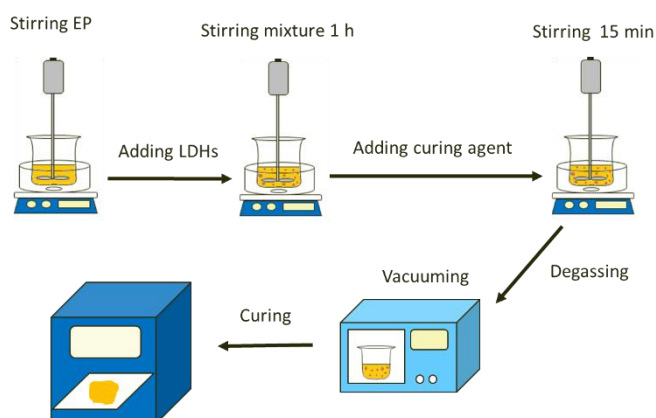 Stirring EP
Stirring mixture 1 h
Stirring 15 min
Adding LDHs
Adding curing agent
Degassing
Vacuuming
Curing